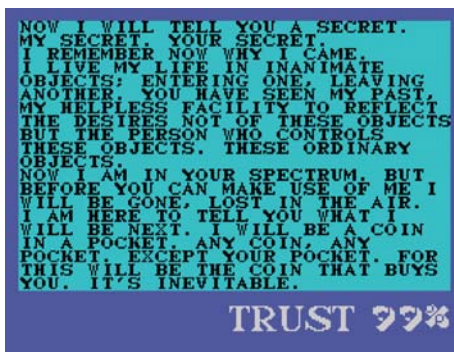 NOW I WILL TELL YOU A SECRET.
MY SECRET. YOUR SECRET.
I REMEMBER NOW WHY I CAME.
I LIVE MY LIFE IN INANIMATE
OBJECTS; ENTERING ONE, LEAVING
ANOTHER. YOU HAVE SEEN MY PAST,
MY HELPLESS FACILITY TO REFLECT
THE DESIRES NOT OF THESE OBJECTS
BUT THE PERSON WHO CONTROLS
THESE OBJECTS. THESE ORDINARY
OBJECTS.
NOW I AM IN YOUR SPECTRUM. BUT
BEFORE YOU CAN MAKE USE OF ME I
WILL BE GONE, LOST IN THE AIR.
I AM HERE TO TELL YOU WHAT I
WILL BE NEXT. I WILL BE A COIN
IN A POCKET. ANY COIN, ANY
POCKET. EXCEPT YOUR POCKET. FOR
THIS WILL BE THE COIN THAT BUYS
YOU. IT'S INEVITABLE.
TRUST 99%